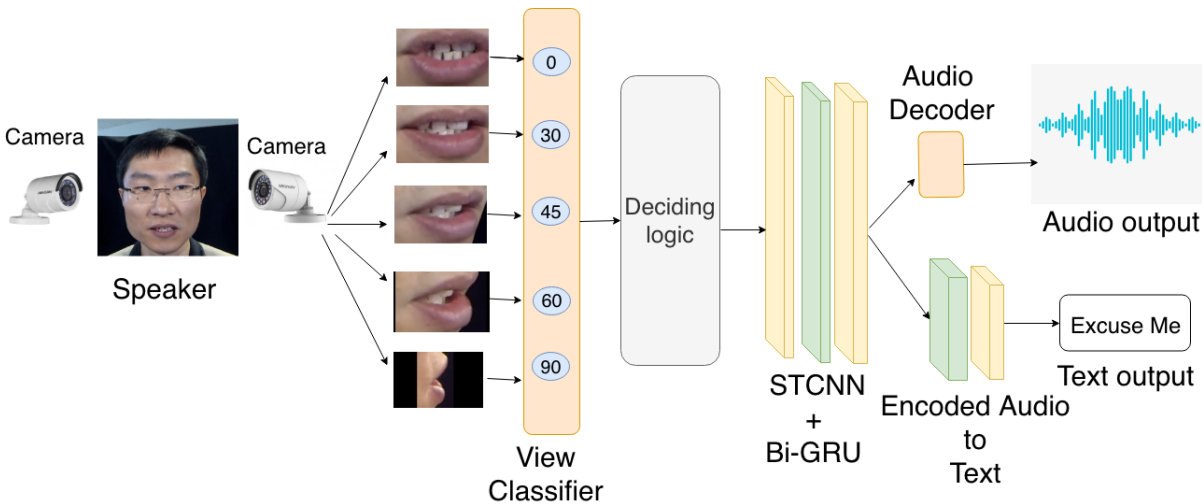 Camera
Speaker
Camera
0
30
45
60
90
View
Classifier
Deciding
logic
STCNN
+
Bi-GRU
Audio
Decoder
Audio output
Encoded Audio
to
Text
Excuse Me
Text output